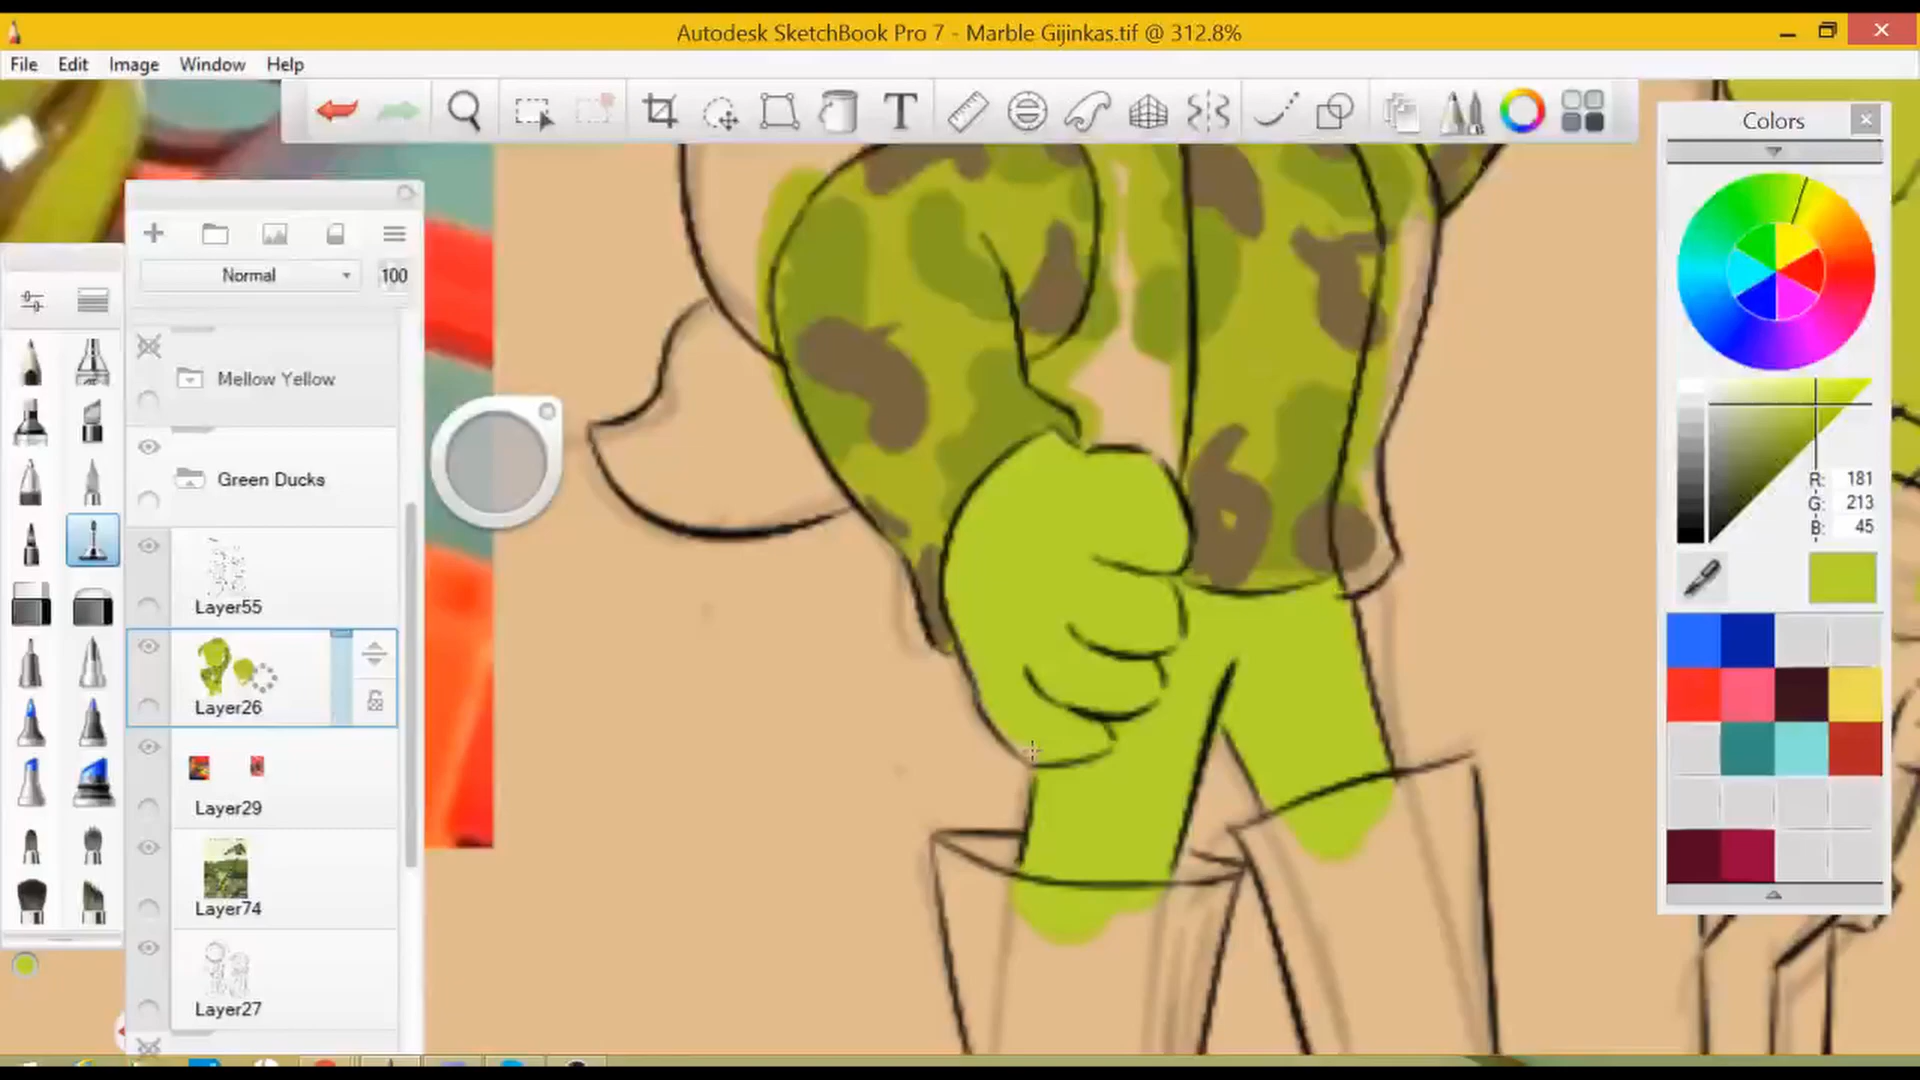 Autodesk SketchBook Pro 7 - Marble Gijinkas.tif @ 312.8%
File Edit Image Window Help
T
Colors
Normal 100
Mellow Yellow
Green Ducks
Layer55
Layer26
Layer29
Layer74
Layer27
R: 181
G: 213
B: 45